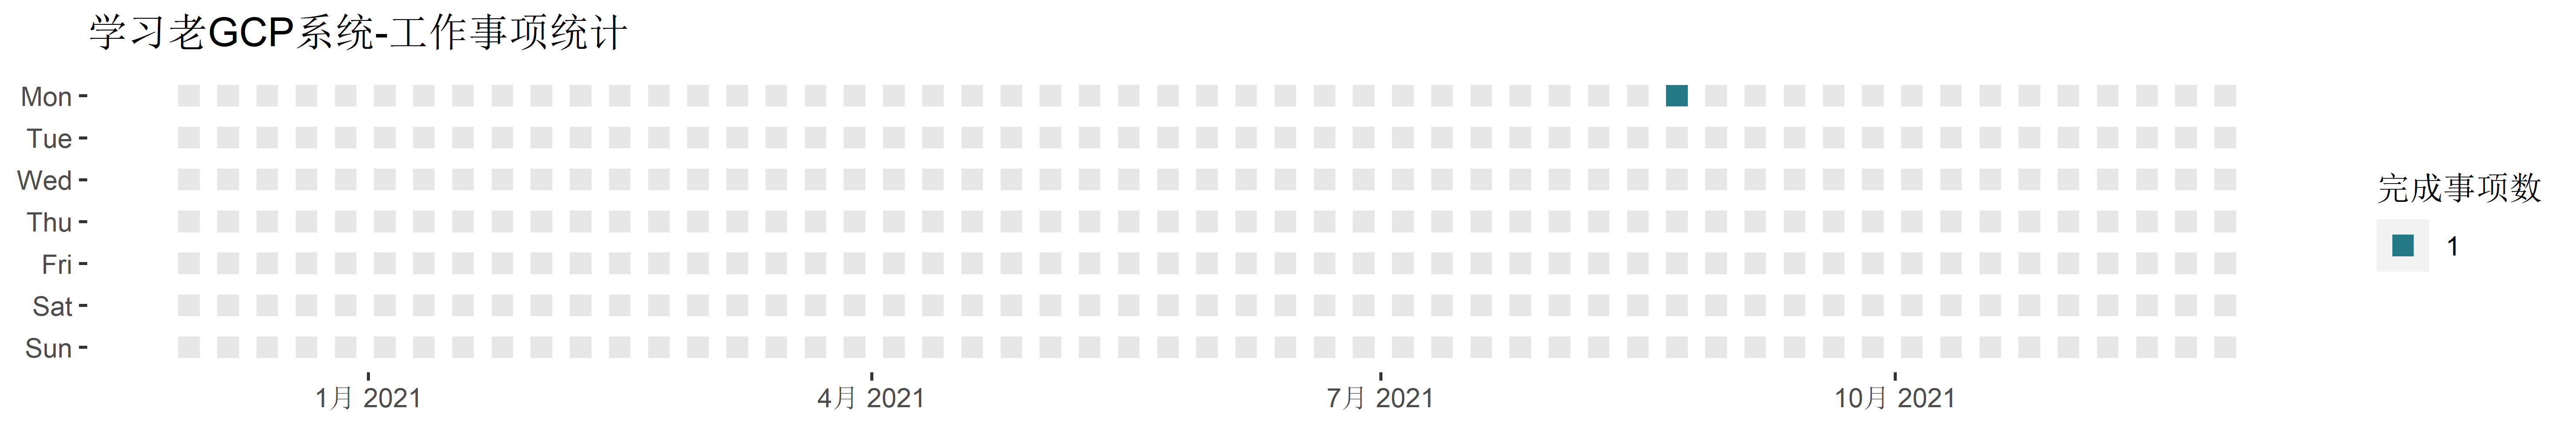 学习老GCP系统-工作事项统计
Mon
Tue
Wed
Thu
Fri
Sat
Sun
1月 2021
4月 2021
7月 2021
10月 2021
完成事项数
1